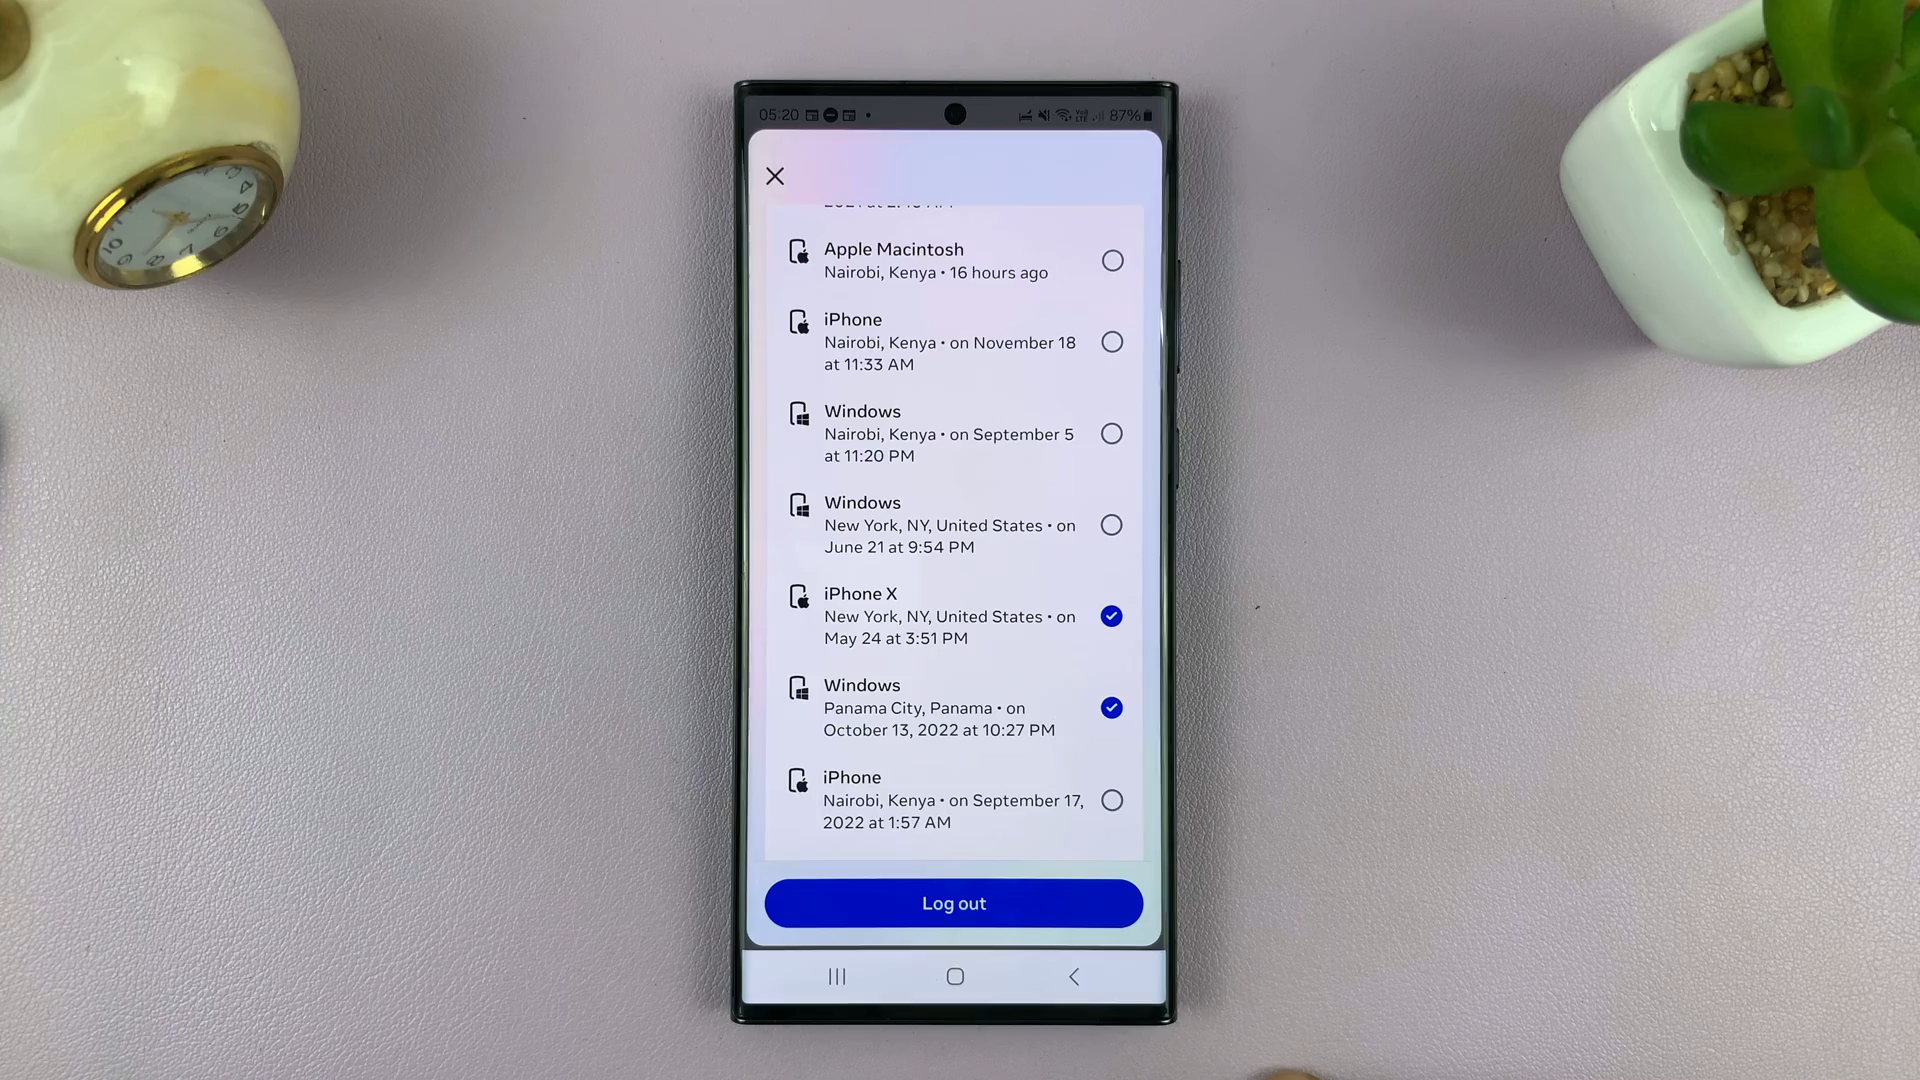 05:20 87%
Apple Macintosh
Nairobi, Kenya • 16 hours ago
iPhone
Nairobi, Kenya • on November 18
at 11:33 AM
Windows
Nairobi, Kenya • on September 5
at 11:20 PM
Windows
New York, NY, United States • on
June 21 at 9:54 PM
iPhone X
New York, NY, United States • on
May 24 at 3:51 PM
Windows
Panama City, Panama • on
October 13, 2022 at 10:27 PM
iPhone
Nairobi, Kenya • on September 17,
2022 at 1:57 AM
Log out